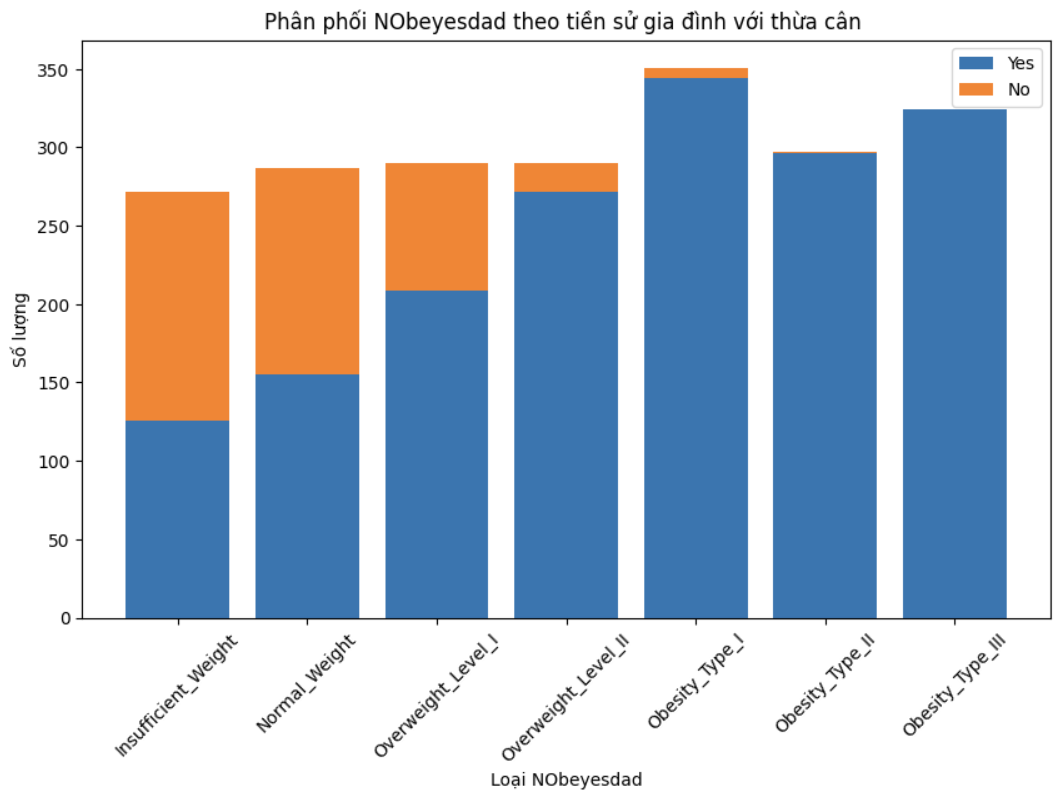 Phân phối NObeyesdad theo tiền sử gia đình với thừa cân
Yes
No
Số lượng
350
300
250
200
150
100
50
0
Insufficient_Weight
Normal_Weight
Overweight_Level_I
Overweight_Level_II
Obesity_Type_I
Obesity_Type_II
Obesity_Type_III
Loại NObeyesdad